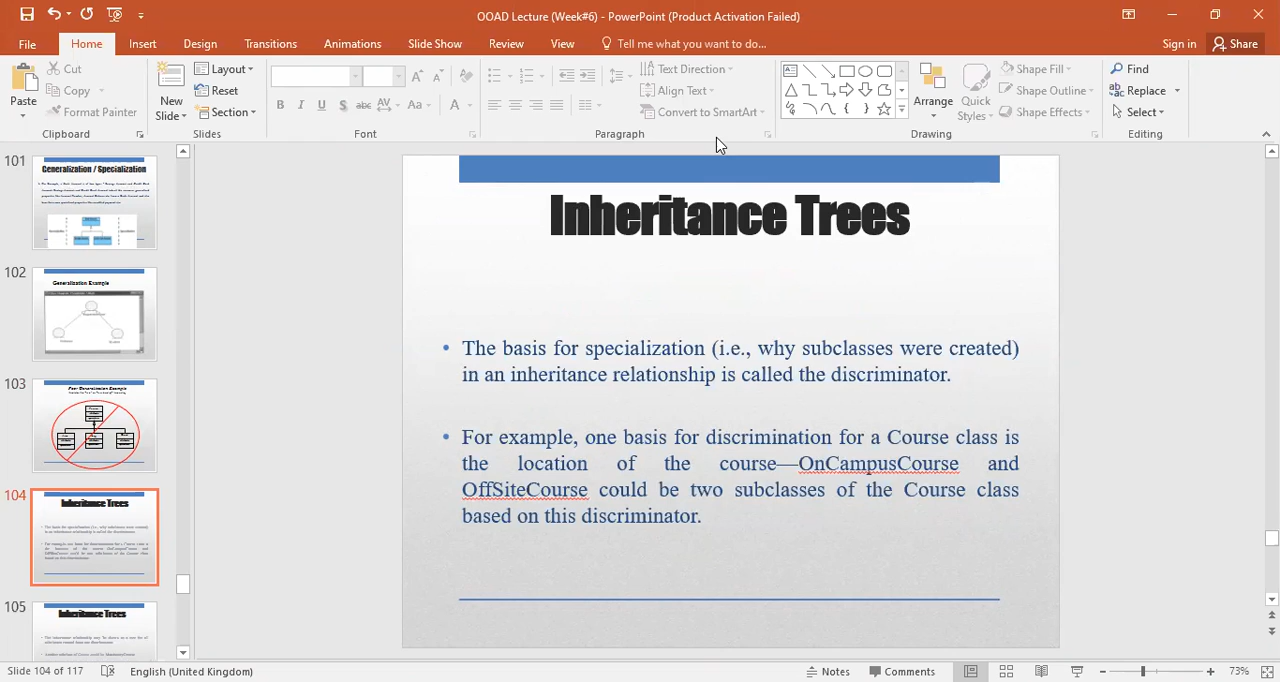 OOAD Lecture (Week#6) - PowerPoint (Product Activation Failed)
File Home Insert Design Transitions Animations Slide Show Review View Tell me what you want to do... Sign in Share
Cut
Copy
Format Painter
Paste
Clipboard
New
Slide
Layout
Reset
Section
Slides
Font
Text Direction
Align Text
Convert to SmartArt
Paragraph
Arrange
Quick
Styles
Shape Fill
Shape Outline
Shape Effects
Drawing
Find
Replace
Select
Editing
101
Generalization / Specialization
102
Generalization Example
103
Poor Generalization Example
104
Inheritance Trees
105
Inheritance Trees
Inheritance Trees
• The basis for specialization (i.e., why subclasses were created)
in an inheritance relationship is called the discriminator.
• For example, one basis for discrimination for a Course class is
the location of the course—OnCampusCourse and
OffSiteCourse could be two subclasses of the Course class
based on this discriminator.
Slide 104 of 117 English (United Kingdom) Notes Comments 73%